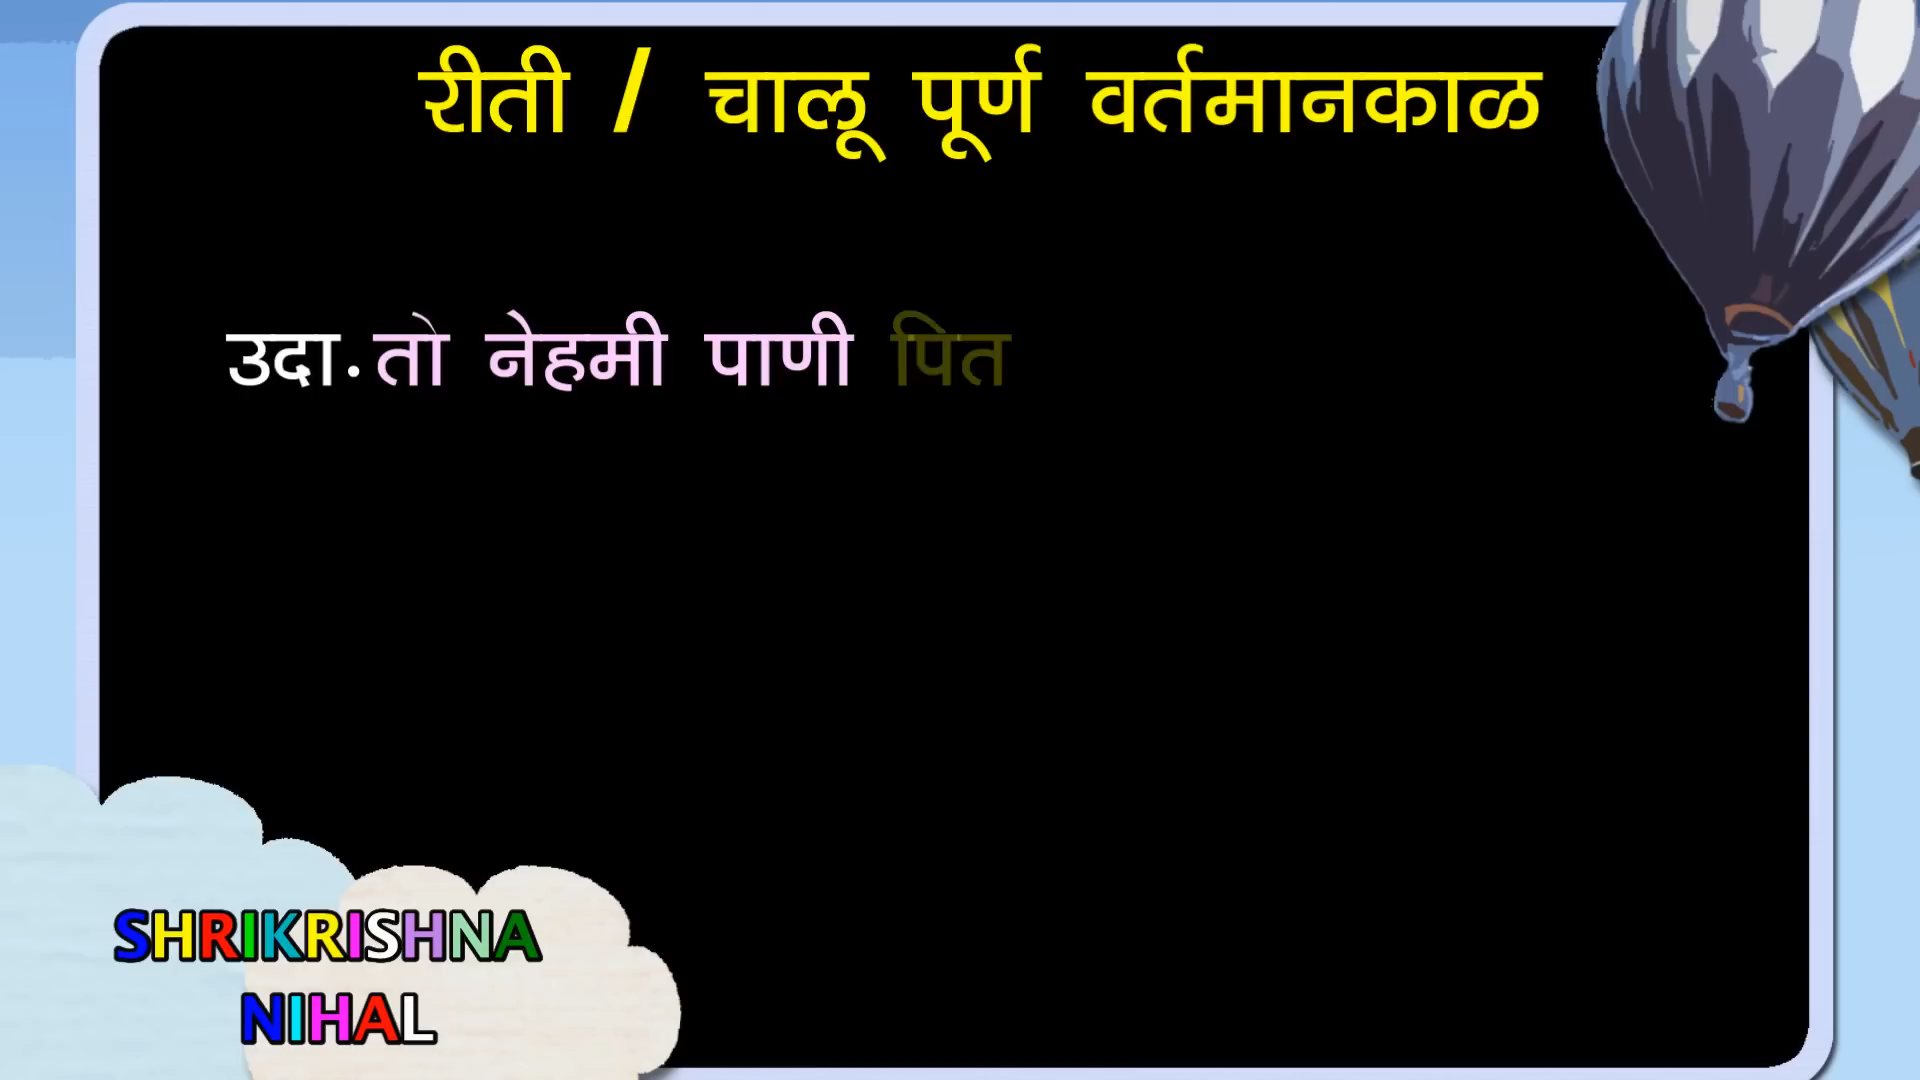 रीती / चालू पूर्ण वर्तमानकाळ
उदा. तो नेहमी पाणी पित
SHRIKRISHNA
NIHAL